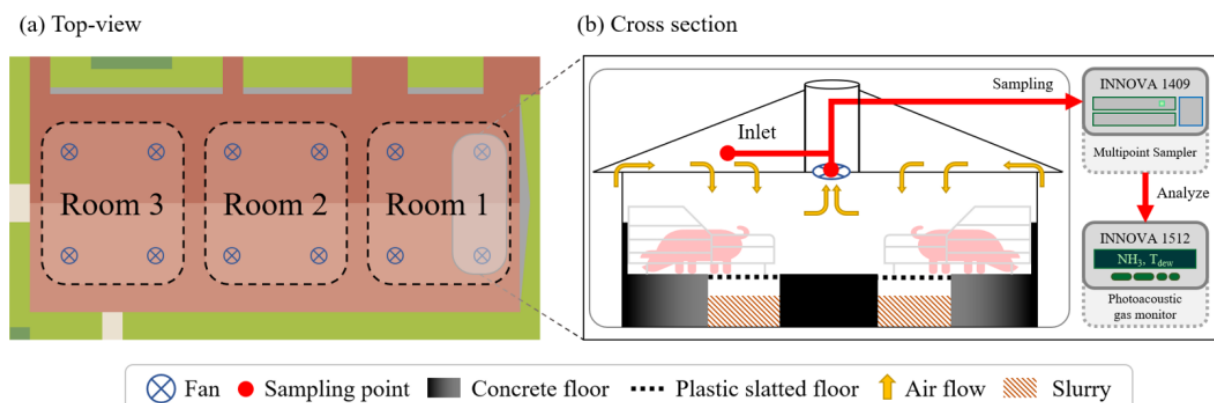 (a) Top-view
(b) Cross section
Room 3
Room 2
Room 1
Inlet
Sampling
INNOVA 1409
Multipoint Sampler
Analyze
INNOVA 1512
NH3, Tdew
Photoacoustic
gas monitor
Fan
Sampling point
Concrete floor
Plastic slatted floor
Air flow
Slurry